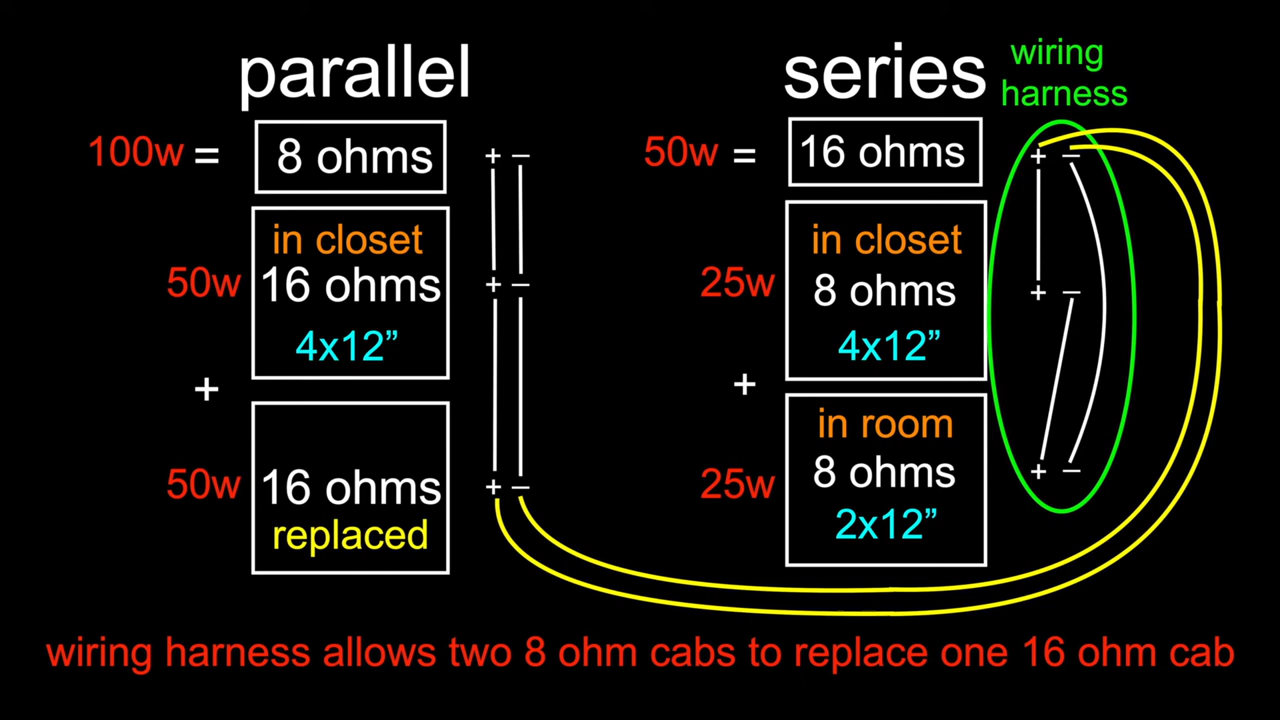 parallel
100w = 8 ohms + −
in closet
50w 16 ohms + −
4x12”
+
50w 16 ohms + −
replaced
series
wiring
harness
50w = 16 ohms + −
in closet
25w 8 ohms + −
4x12”
+
in room
25w 8 ohms + −
2x12”
wiring harness allows two 8 ohm cabs to replace one 16 ohm cab